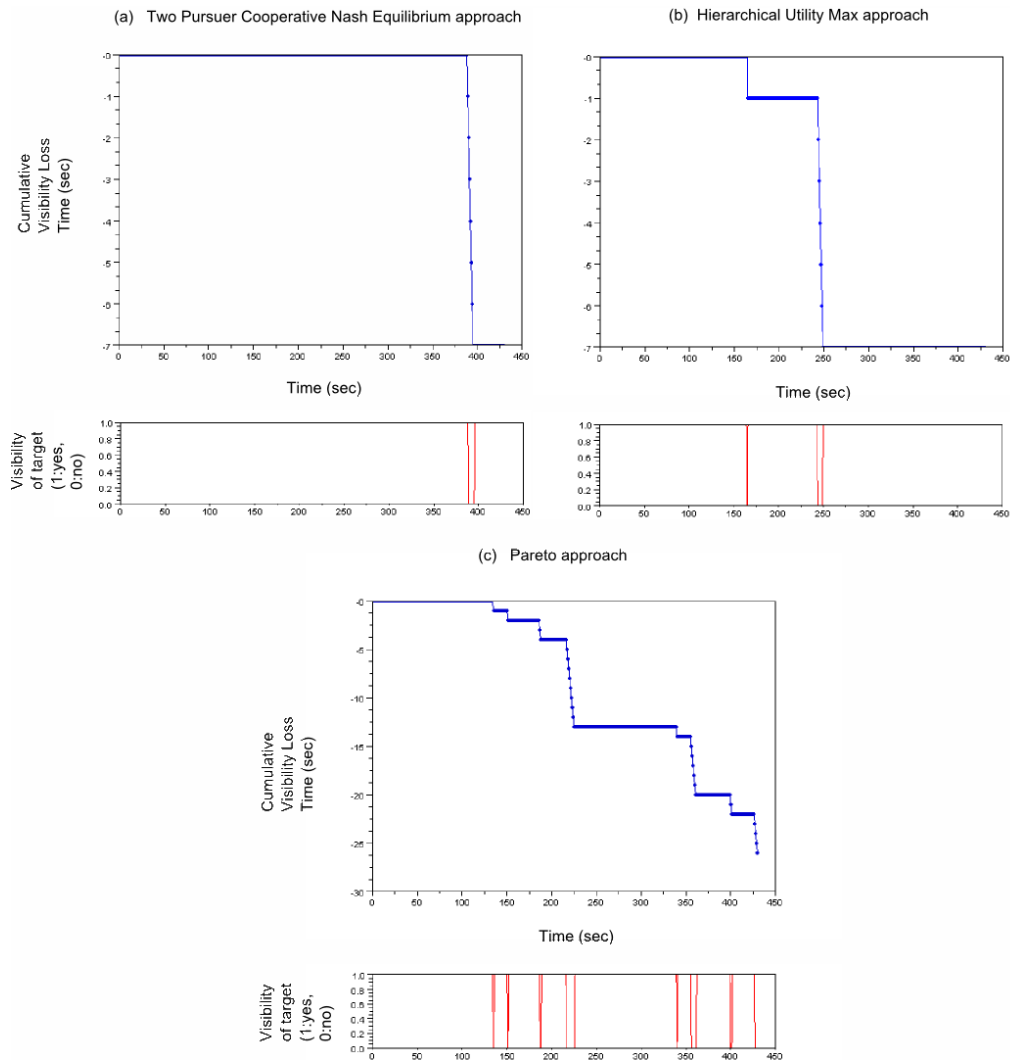 (a) Two Pursuer Cooperative Nash Equilibrium approach
-0
-1
-2
-3
-4
-5
-6
-7
0 50 100 150 200 250 300 350 400 450
Cumulative
Visibility Loss
Time (sec)
Time (sec)
1.0
0.8
0.6
0.4
0.2
0.0
0 50 100 150 200 250 300 350 400 450
Visibility
of target
(1:yes,
0:no)
(b) Hierarchical Utility Max approach
-0
-1
-2
-3
-4
-5
-6
-7
0 50 100 150 200 250 300 350 400 450
Time (sec)
1.0
0.8
0.6
0.4
0.2
0.0
0 50 100 150 200 250 300 350 400 450
(c) Pareto approach
-0
-5
-10
-15
-20
-25
-30
0 50 100 150 200 250 300 350 400 450
Cumulative
Visibility Loss
Time (sec)
Time (sec)
1.0
0.8
0.6
0.4
0.2
0.0
0 50 100 150 200 250 300 350 400 450
Visibility
of target
(1:yes,
0:no)